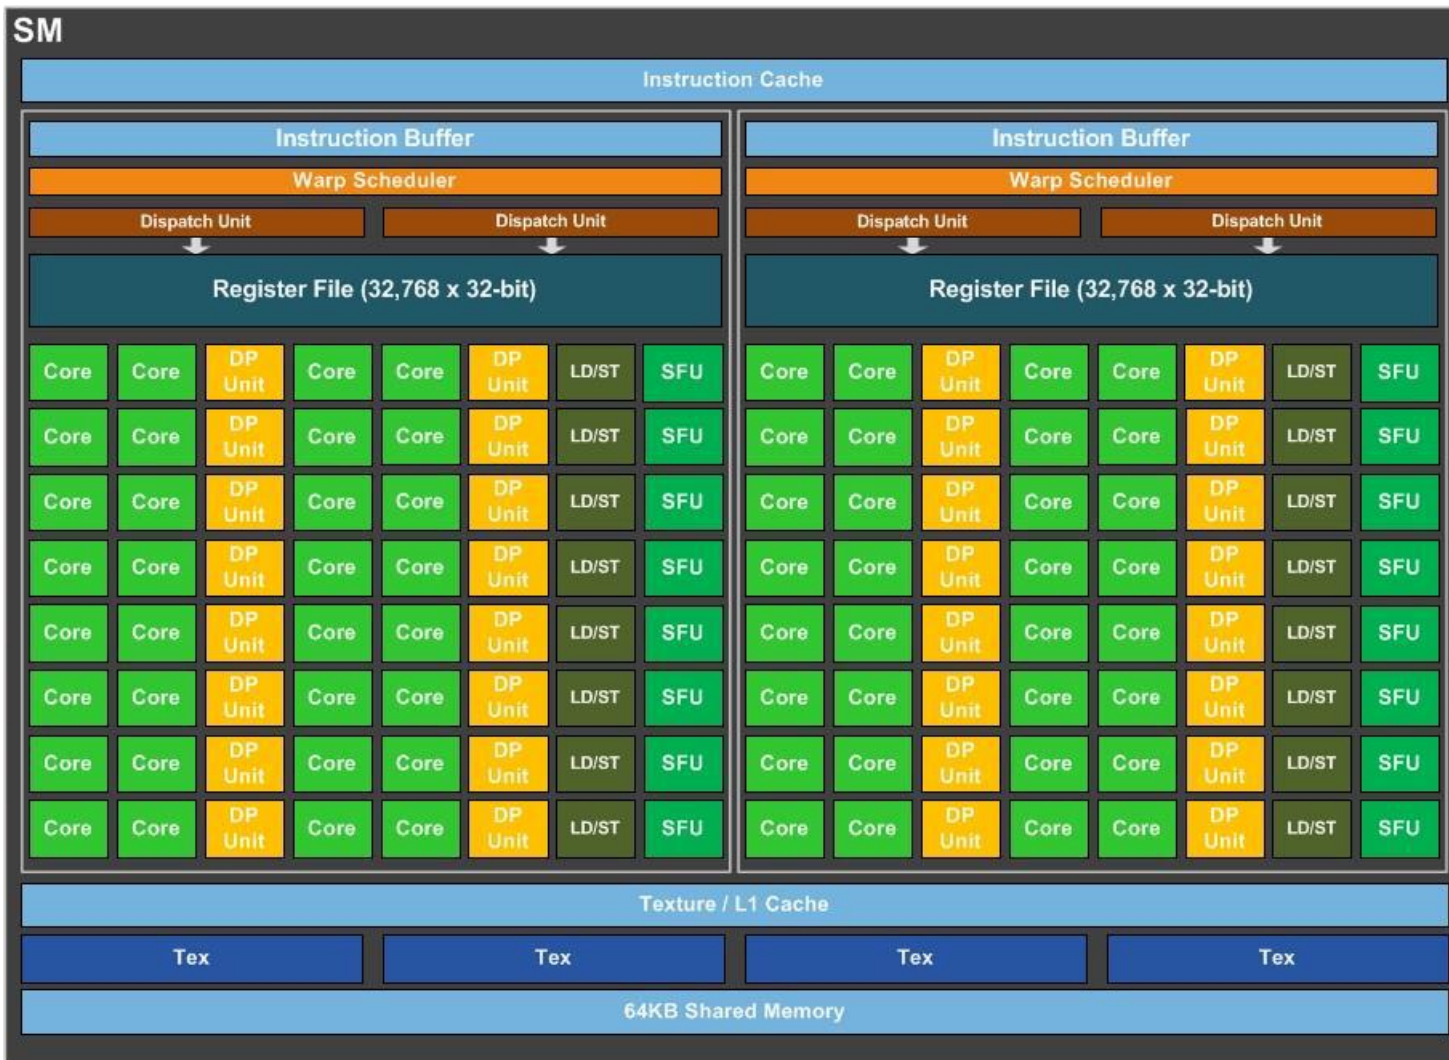 SM
Instruction Cache
Instruction Buffer Instruction Buffer
Warp Scheduler Warp Scheduler
Dispatch Unit Dispatch Unit Dispatch Unit Dispatch Unit
Register File (32,768 x 32-bit) Register File (32,768 x 32-bit)
Core Core DP Unit Core Core DP Unit LD/ST SFU Core Core DP Unit Core Core DP Unit LD/ST SFU
Core Core DP Unit Core Core DP Unit LD/ST SFU Core Core DP Unit Core Core DP Unit LD/ST SFU
Core Core DP Unit Core Core DP Unit LD/ST SFU Core Core DP Unit Core Core DP Unit LD/ST SFU
Core Core DP Unit Core Core DP Unit LD/ST SFU Core Core DP Unit Core Core DP Unit LD/ST SFU
Core Core DP Unit Core Core DP Unit LD/ST SFU Core Core DP Unit Core Core DP Unit LD/ST SFU
Core Core DP Unit Core Core DP Unit LD/ST SFU Core Core DP Unit Core Core DP Unit LD/ST SFU
Core Core DP Unit Core Core DP Unit LD/ST SFU Core Core DP Unit Core Core DP Unit LD/ST SFU
Core Core DP Unit Core Core DP Unit LD/ST SFU Core Core DP Unit Core Core DP Unit LD/ST SFU
Texture / L1 Cache
Tex Tex Tex Tex
64KB Shared Memory